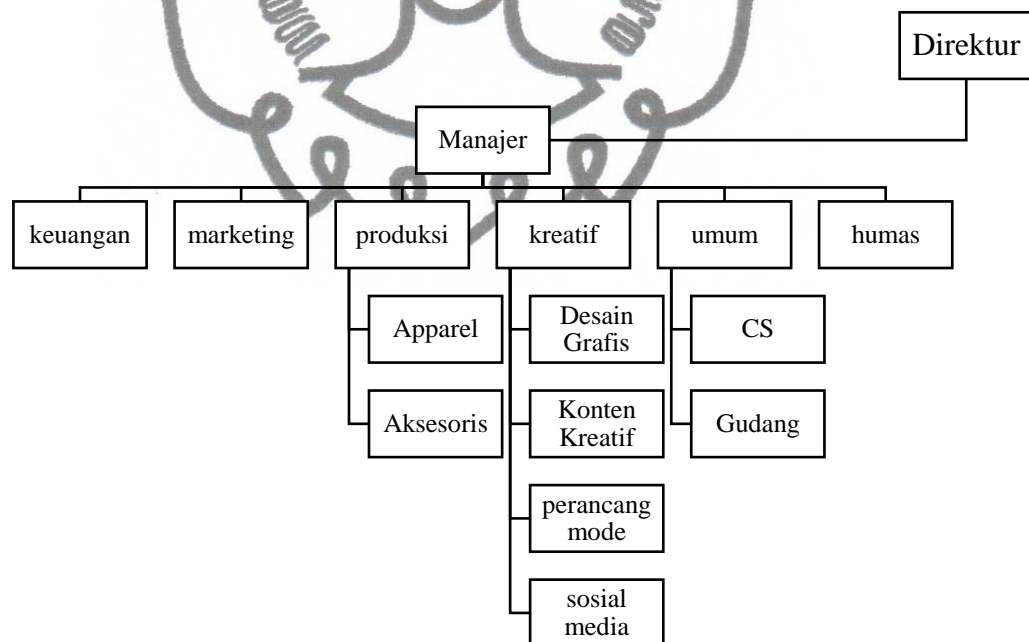 Direktur
Manajer
keuangan
marketing
produksi
kreatif
umum
humas
Apparel
Desain
Grafis
CS
Aksesoris
Konten
Kreatif
Gudang
perancang
mode
sosial
media